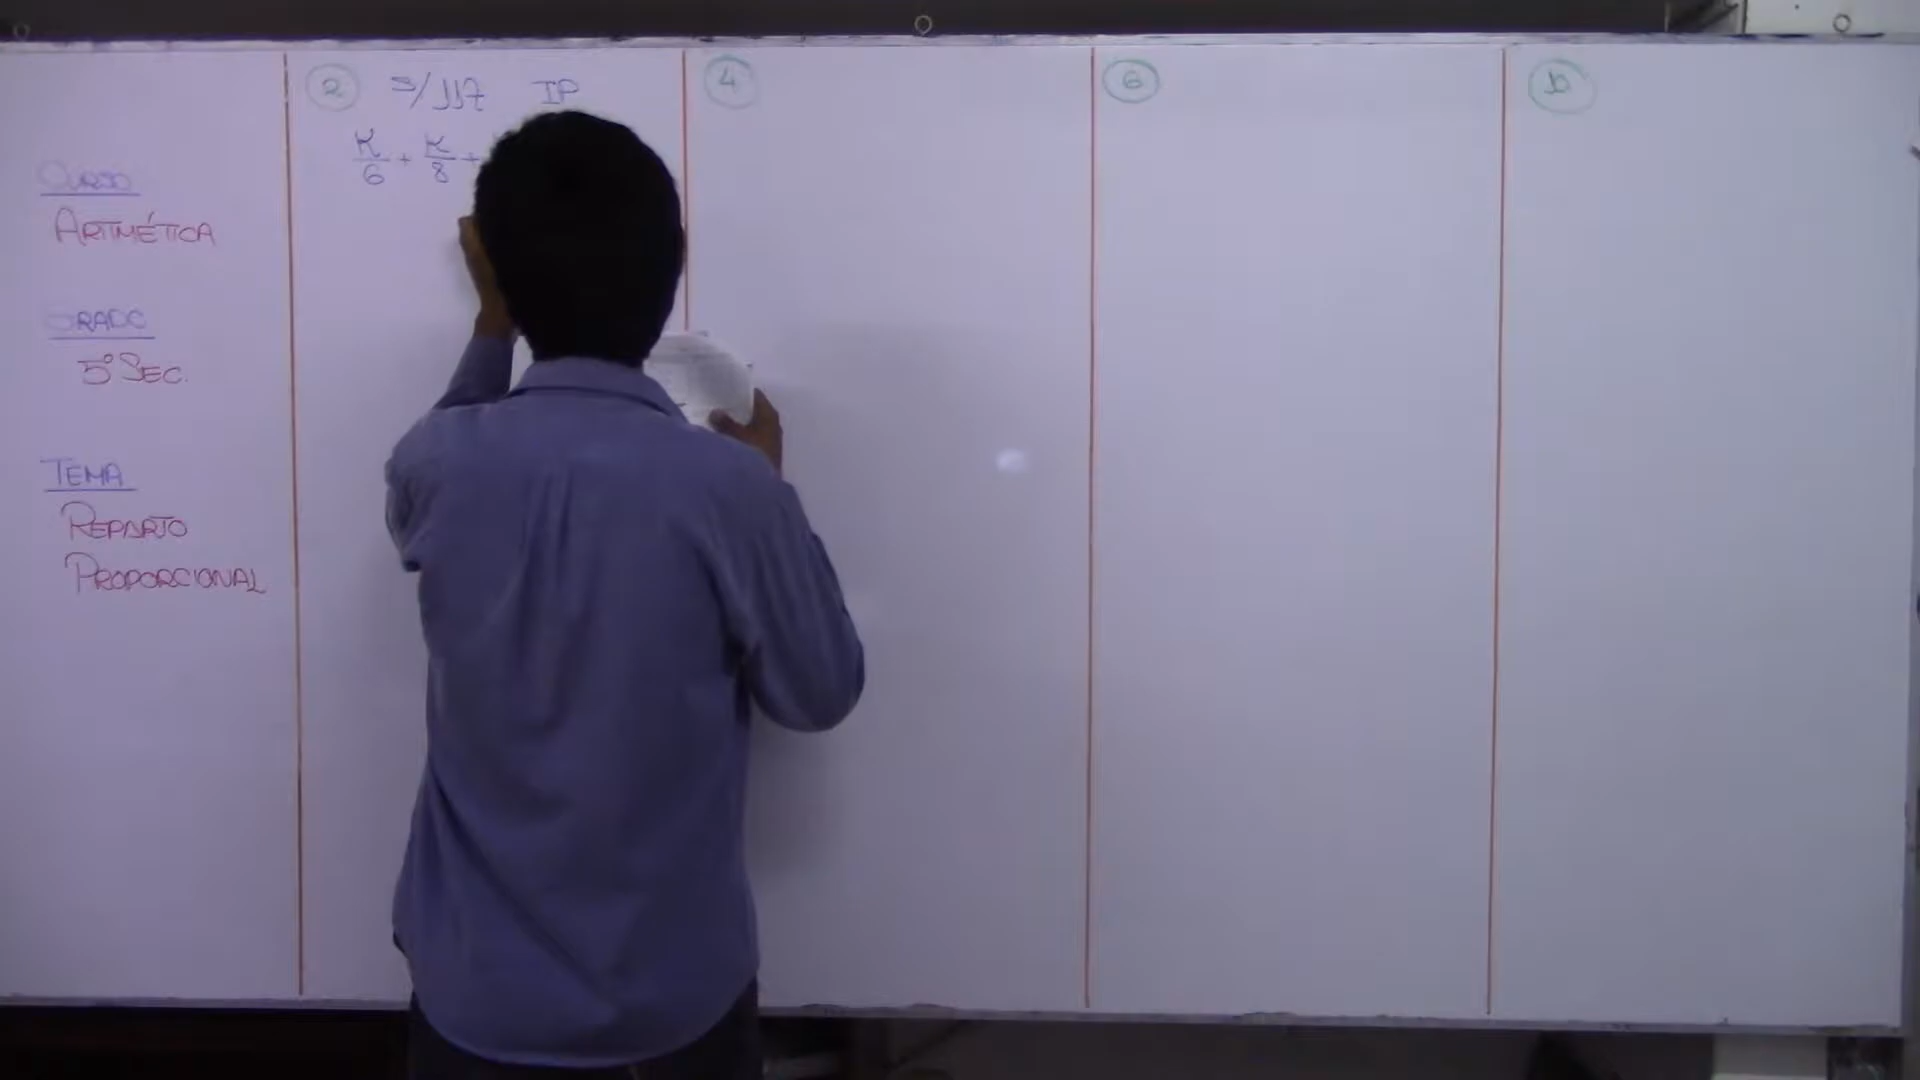 CURSO
ARITMÉTICA
GRADO
5° SEC.
TEMA
REPARTO
PROPORCIONAL
2 S/117 IP
K/6 + K/8 +
4
6
10